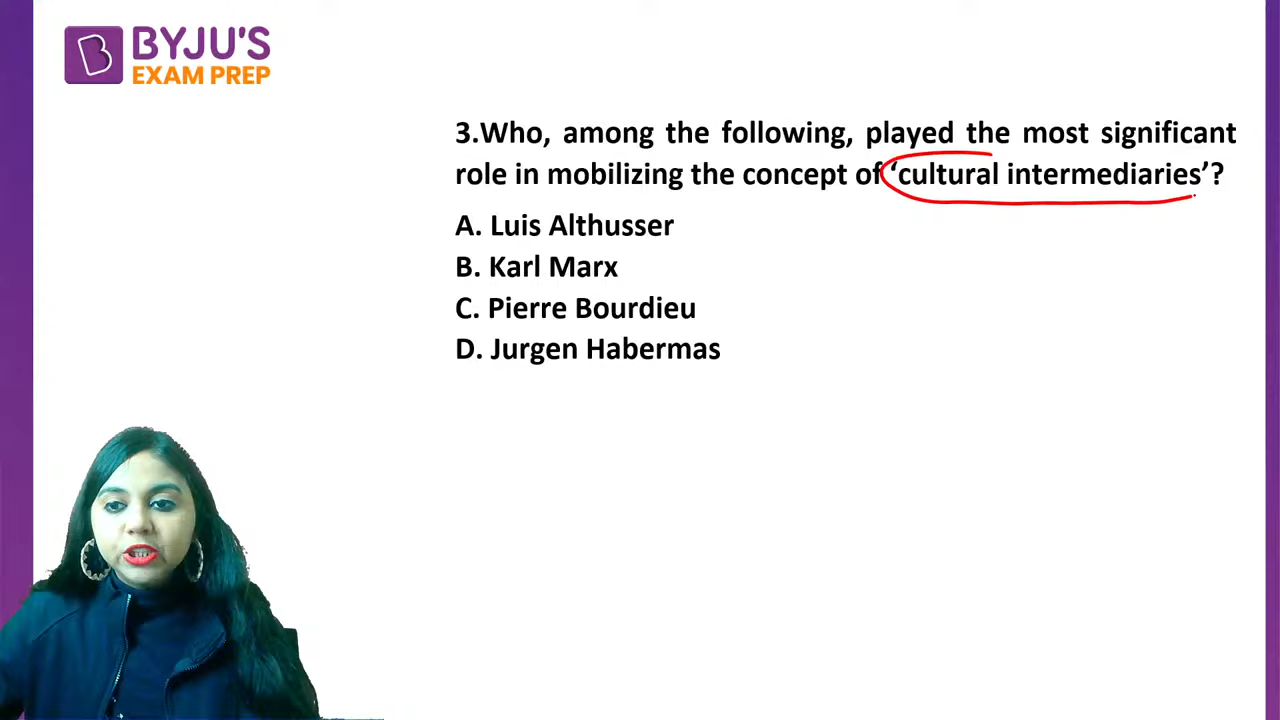 BYJU'S
EXAM PREP
3.Who, among the following, played the most significant
role in mobilizing the concept of ‘cultural intermediaries’?
A. Luis Althusser
B. Karl Marx
C. Pierre Bourdieu
D. Jurgen Habermas